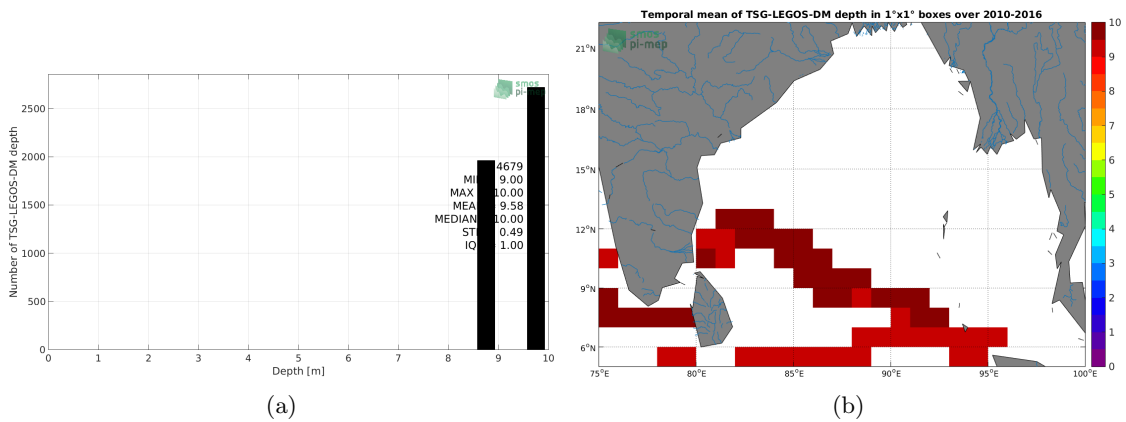 smos
pi-mep
Number of TSG-LEGOS-DM depth
2500
2000
1500
1000
500
0
4679
9.00
MAX 10.00
9.58
MEDIAN 10.00
0.49
1.00
0 1 2 3 4 5 6 7 8 9 10
Depth [m]
(a)
Temporal mean of TSG-LEGOS-DM depth in 1°x1° boxes over 2010-2016
smos
pi-mep
21°N
18°N
15°N
12°N
9°N
6°N
75°E 80°E 85°E 90°E 95°E 100°E
10
9
8
7
6
5
4
3
2
1
0
(b)